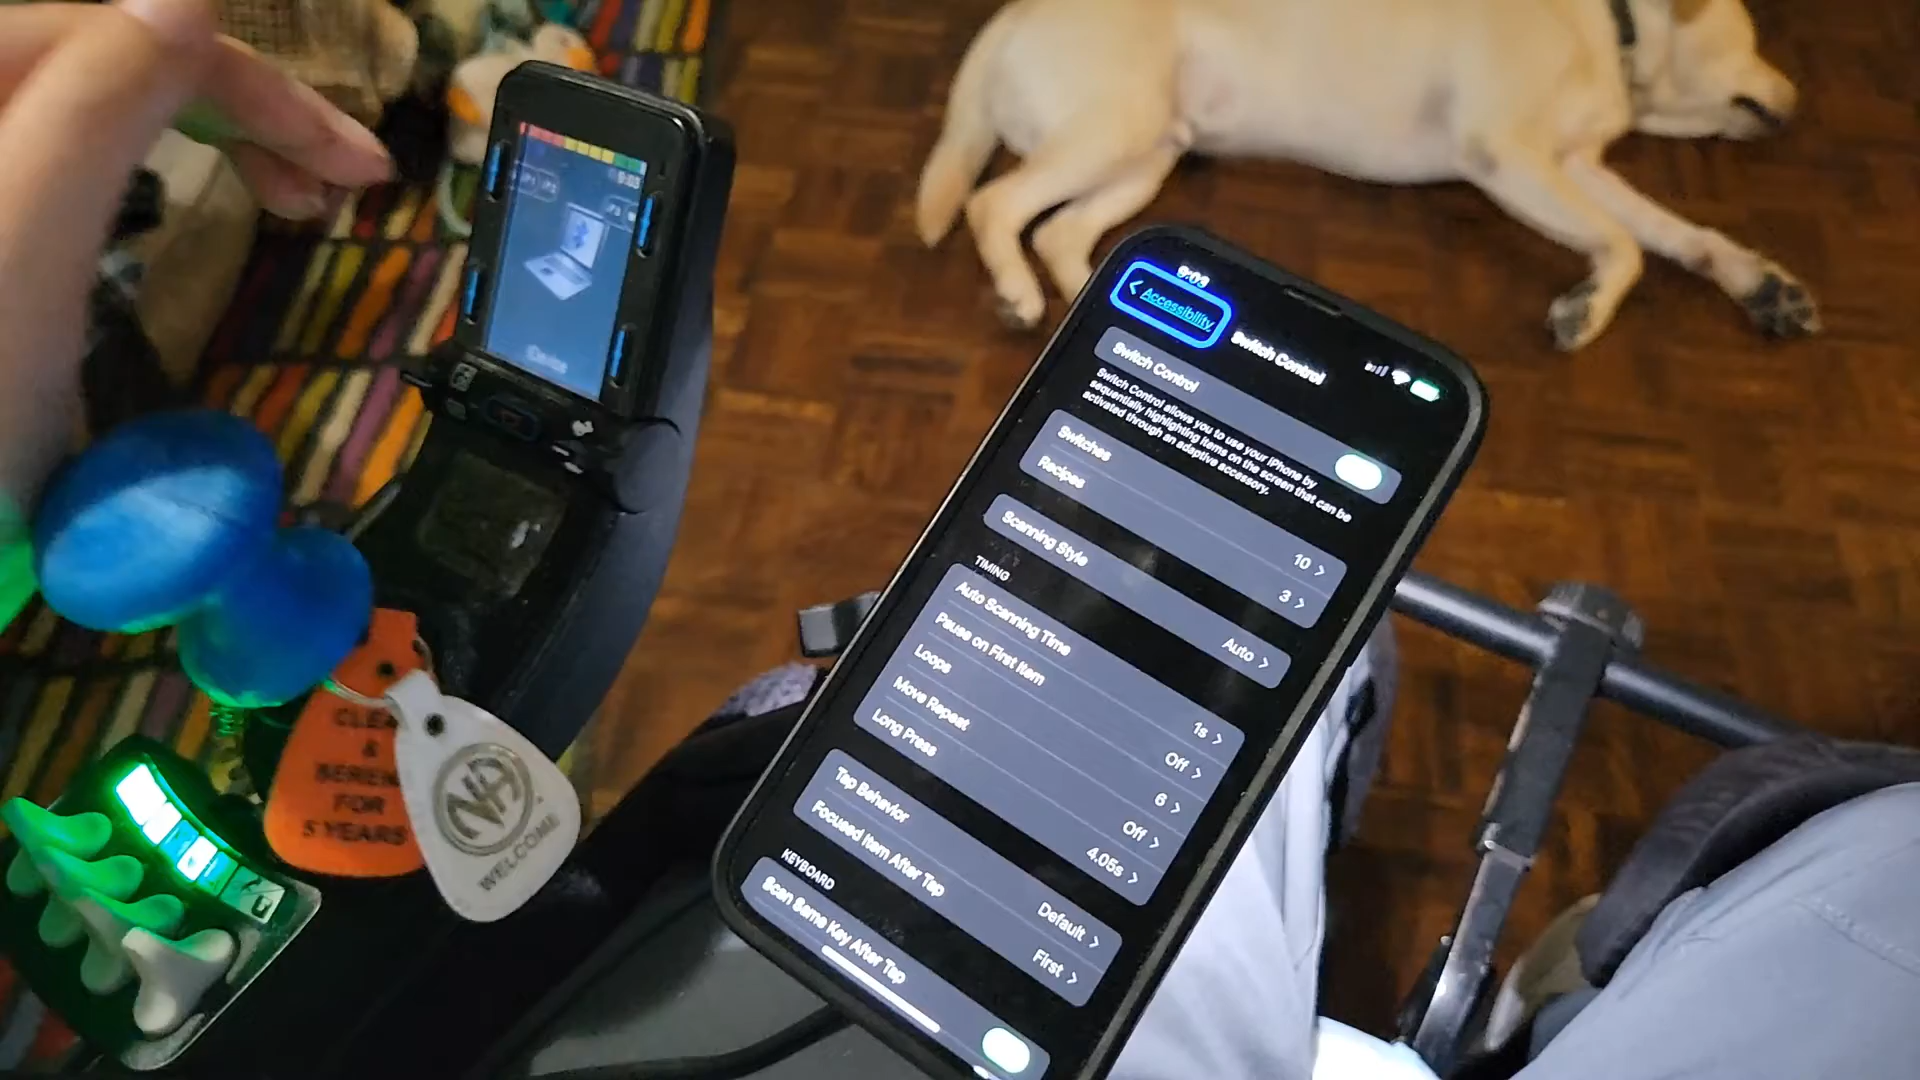 9:03
iDevice
9:03
Accessibility
Switch Control
Switch Control
Switch Control allows you to use your iPhone by
sequentially highlighting items on the screen that can be
activated through an adaptive accessory.
Switches 10
Recipes 3
Scanning Style Auto
TIMING
Auto Scanning Time 1s
Pause on First Item Off
Loops 6
Move Repeat Off
Long Press 4.05s
Tap Behavior Default
Focused Item After Tap First
KEYBOARD
Scan Same Key After Tap
CLEA
&
SEREN
FOR
5 YEARS
NA
WELCOME